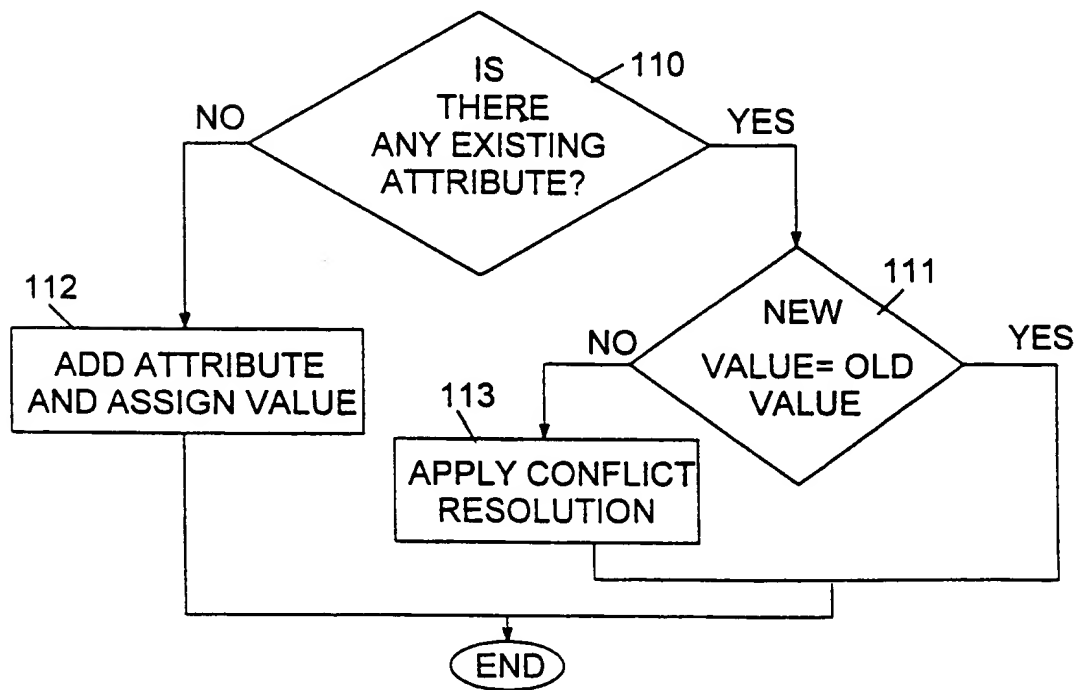 IS
THERE
ANY EXISTING
ATTRIBUTE?
110
NO
YES
112
ADD ATTRIBUTE
AND ASSIGN VALUE
111
NEW
VALUE= OLD
VALUE
NO
YES
113
APPLY CONFLICT
RESOLUTION
END